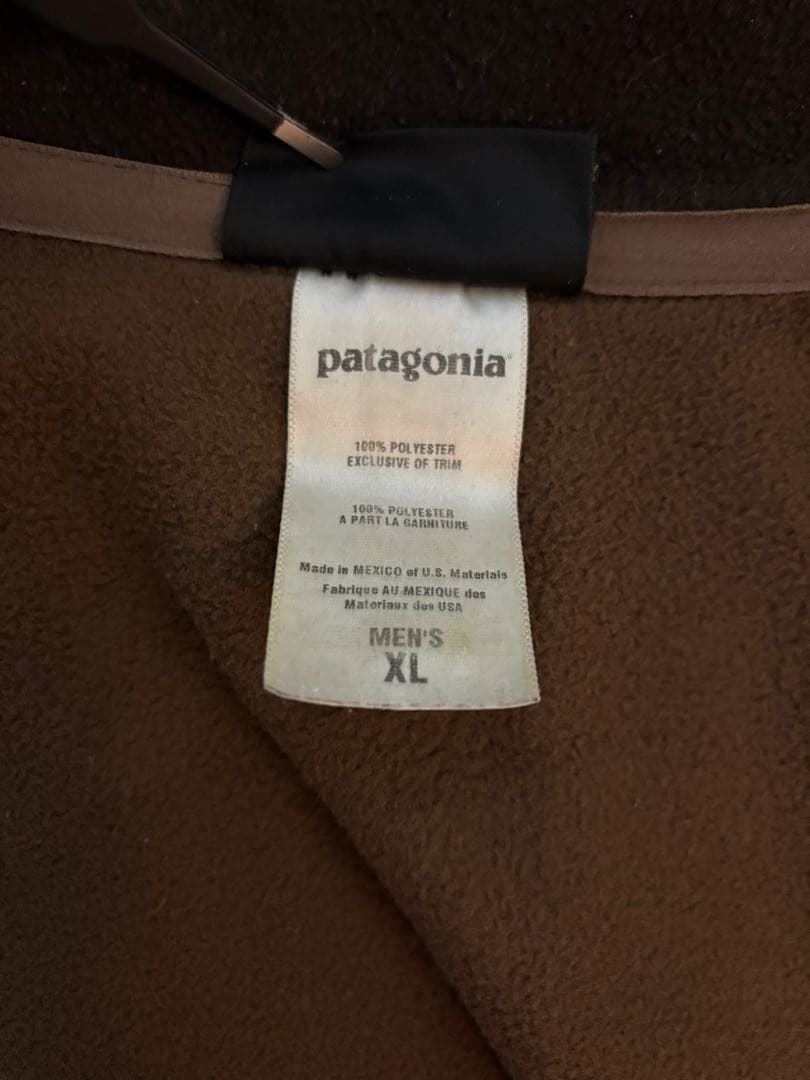 patagonia
100% POLYESTER
EXCLUSIVE OF TRIM
100% POLYESTER
A PART LA GARNITURE
Made in MEXICO of U.S. Materials
Fabrique AU MEXIQUE des
Materiaux des USA
MEN'S
XL